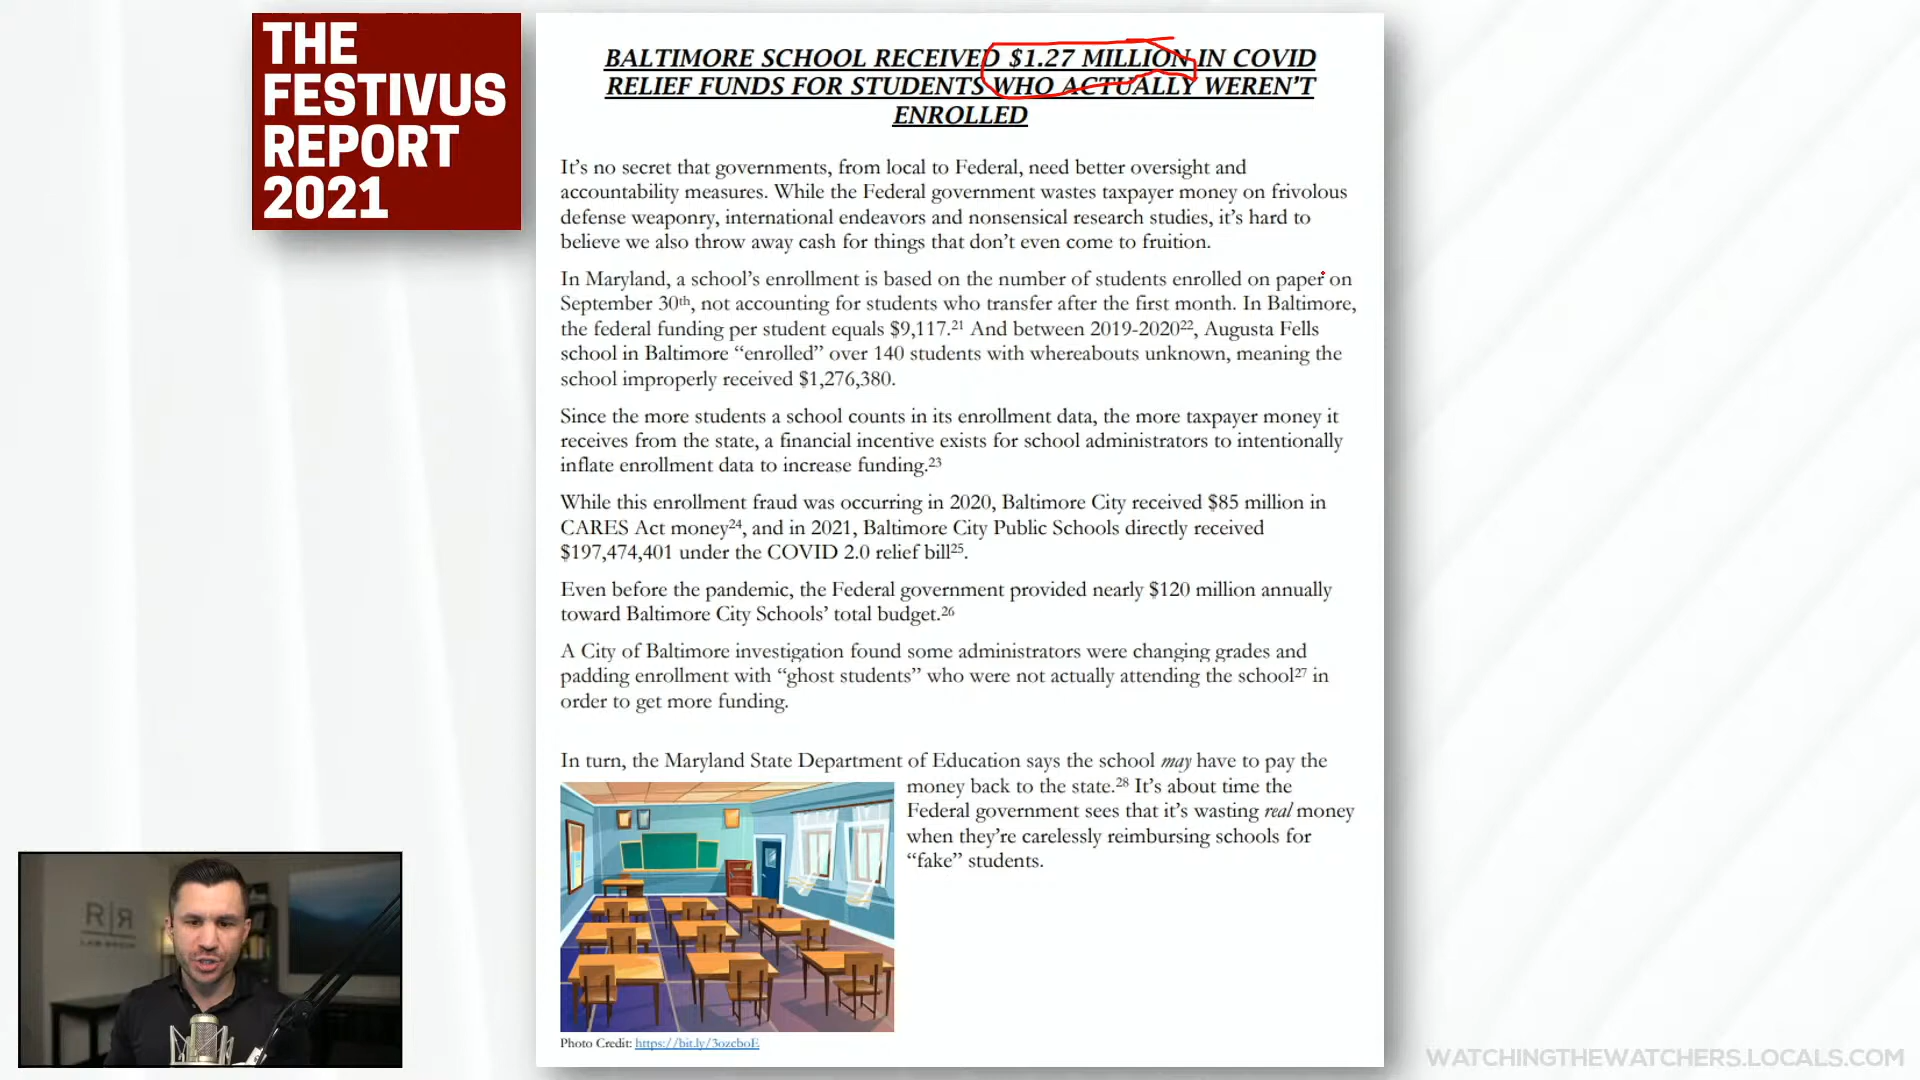 THE
FESTIVUS
REPORT
2021
BALTIMORE SCHOOL RECEIVED $1.27 MILLION IN COVID
RELIEF FUNDS FOR STUDENTS WHO ACTUALLY WEREN’T
ENROLLED
It’s no secret that governments, from local to Federal, need better oversight and
accountability measures. While the Federal government wastes taxpayer money on frivolous
defense weaponry, international endeavors and nonsensical research studies, it’s hard to
believe we also throw away cash for things that don’t even come to fruition.
In Maryland, a school’s enrollment is based on the number of students enrolled on paper on
September 30th, not accounting for students who transfer after the first month. In Baltimore,
the federal funding per student equals $9,117.21 And between 2019-202022, Augusta Fells
school in Baltimore “enrolled” over 140 students with whereabouts unknown, meaning the
school improperly received $1,276,380.
Since the more students a school counts in its enrollment data, the more taxpayer money it
receives from the state, a financial incentive exists for school administrators to intentionally
inflate enrollment data to increase funding.23
While this enrollment fraud was occurring in 2020, Baltimore City received $85 million in
CARES Act money24, and in 2021, Baltimore City Public Schools directly received
$197,474,401 under the COVID 2.0 relief bill25.
Even before the pandemic, the Federal government provided nearly $120 million annually
toward Baltimore City Schools’ total budget.26
A City of Baltimore investigation found some administrators were changing grades and
padding enrollment with “ghost students” who were not actually attending the school27 in
order to get more funding.
In turn, the Maryland State Department of Education says the school may have to pay the
money back to the state.28 It’s about time the
Federal government sees that it’s wasting real money
when they’re carelessly reimbursing schools for
“fake” students.
Photo Credit: https://bit.ly/3ozcboE
R|R
WATCHINGTHEWATCHERS.LOCALS.COM